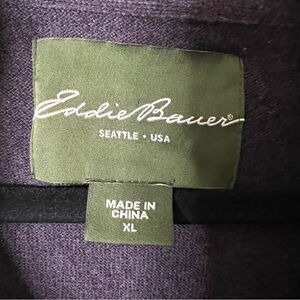 Eddie Bauer®
SEATTLE • USA
MADE IN
CHINA
XL